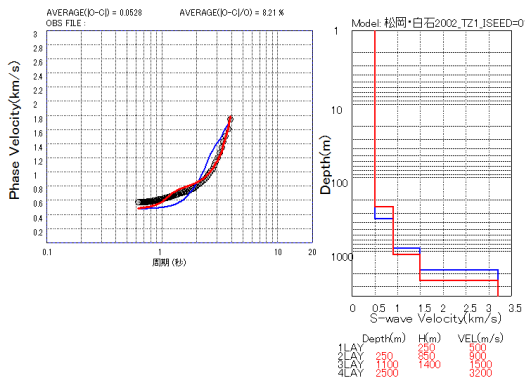 AVERAGE(|O-C|) = 0.0528 AVERAGE(|O-C|/O) = 8.21 %
OBS FILE :
Model: 松岡・白石2002_TZ1_ISEED=0
3
2.8
2.6
2.4
2.2
2
1.8
1.6
1.4
1.2
1
0.8
0.6
0.4
0.2
Phase Velocity(km/s)
0.1 1 10 20
周期(秒)
1
10
100
1000
Depth(m)
0 0.5 1 1.5 2 2.5 3 3.5
S-wave Velocity(km/s)
Depth(m) H(m) VEL(m/s)
1LAY 250 500
2LAY 250 850 900
3LAY 1100 1400 1500
4LAY 2500 3200